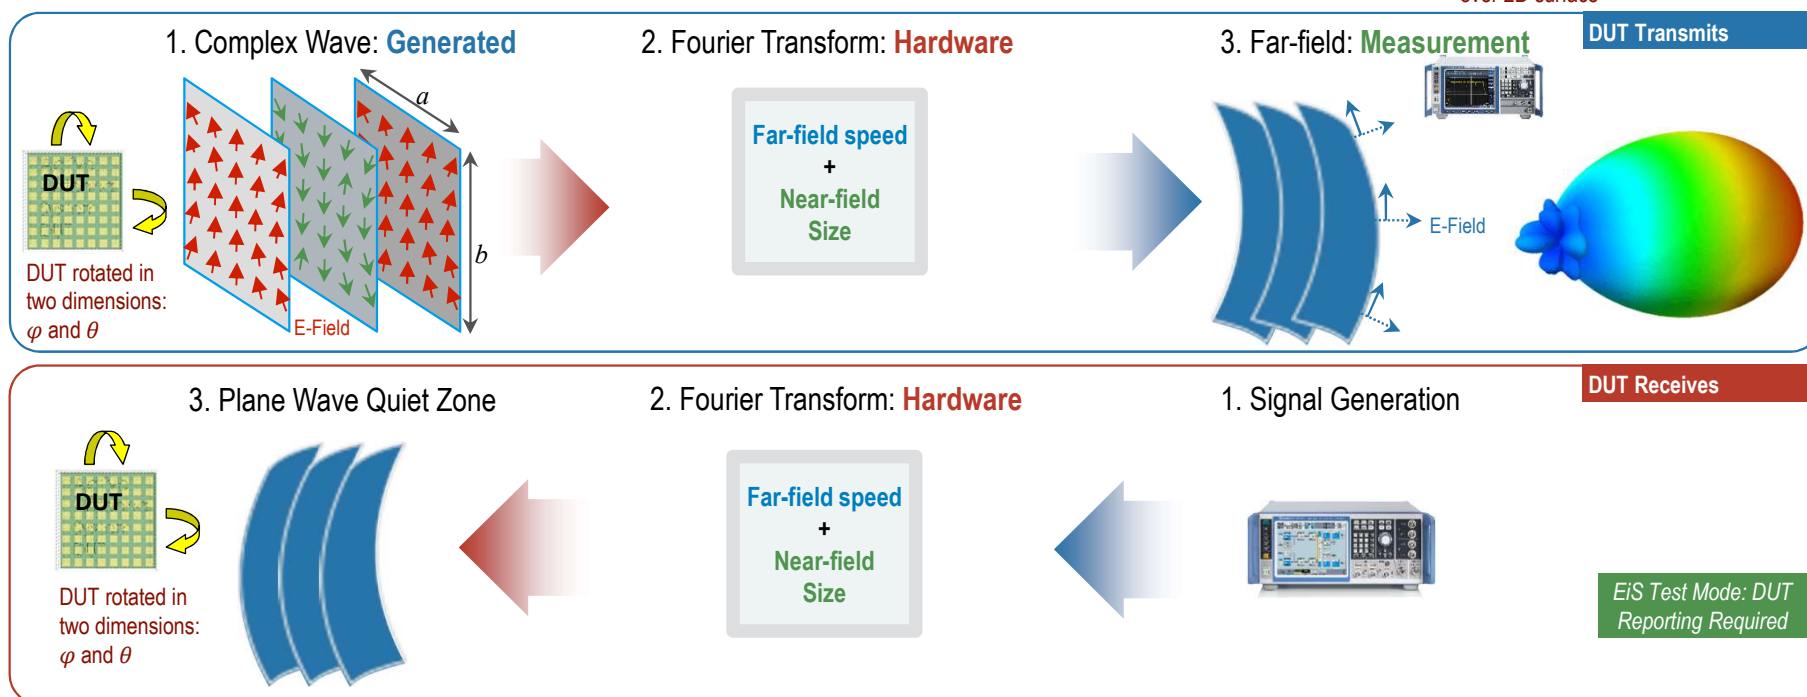 over 2D surface
1. Complex Wave: Generated
2. Fourier Transform: Hardware
3. Far-field: Measurement
DUT Transmits
a
b
DUT
DUT rotated in
two dimensions:
φ and θ
E-Field
Far-field speed
+
Near-field
Size
E-Field
3. Plane Wave Quiet Zone
2. Fourier Transform: Hardware
1. Signal Generation
DUT Receives
DUT
DUT rotated in
two dimensions:
φ and θ
Far-field speed
+
Near-field
Size
EiS Test Mode: DUT
Reporting Required